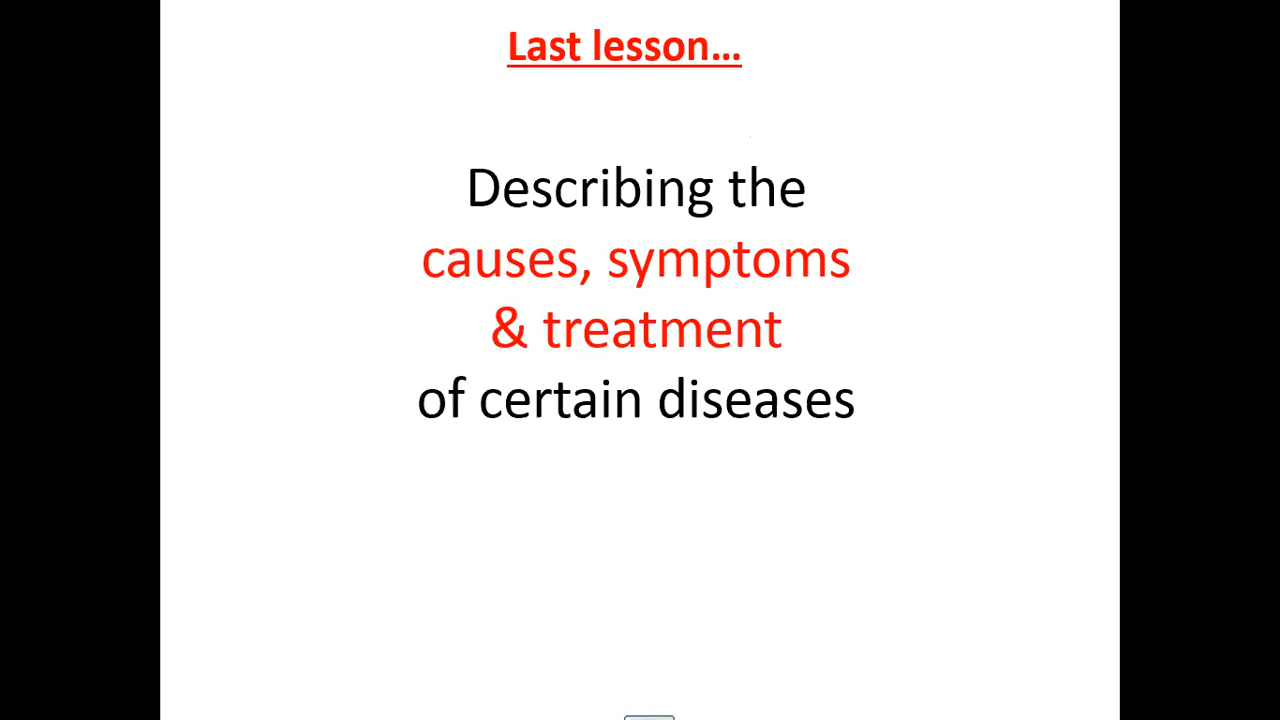 Last lesson...
Describing the
causes, symptoms
& treatment
of certain diseases